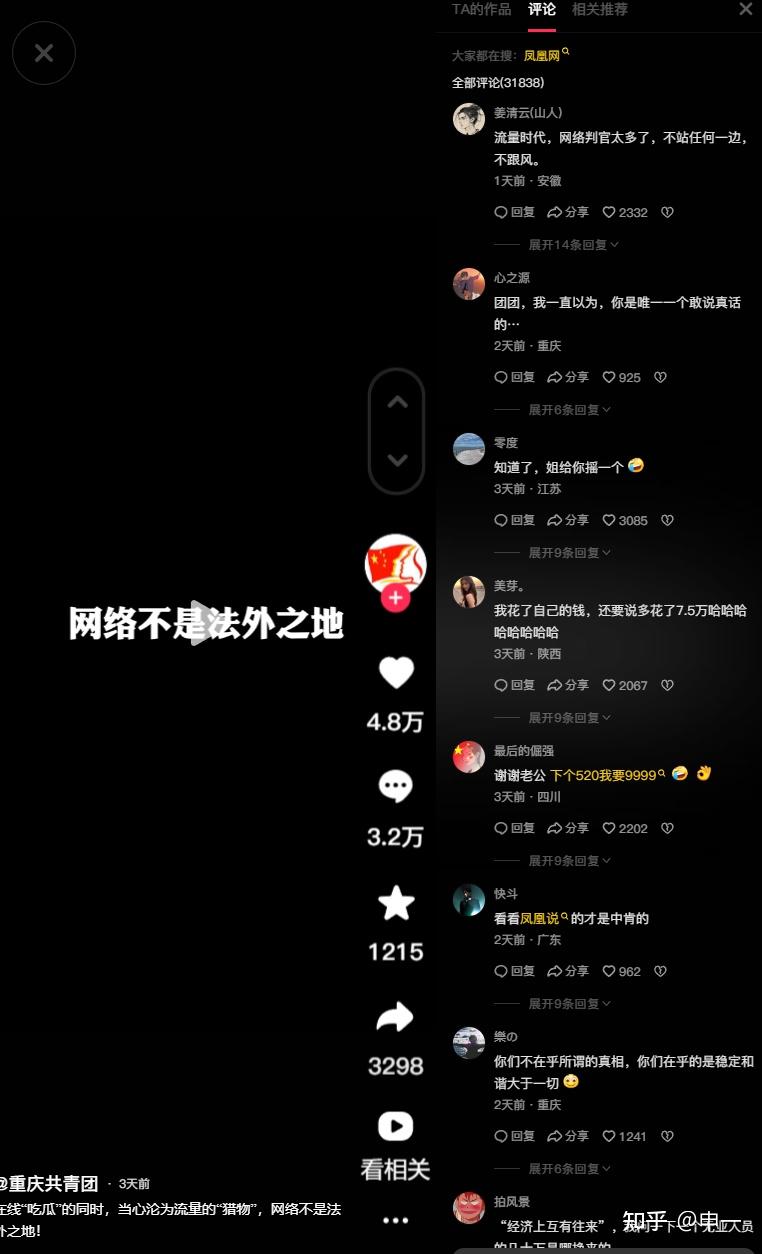 网络不是法外之地
4.8万
3.2万
1215
3298
看相关
@重庆共青团 · 3天前
在线“吃瓜”的同时，当心沦为流量的“猎物”，网络不是法
外之地！
TA的作品 评论 相关推荐
大家都在搜：凤凰网
全部评论(31838)
姜清云(山人)
流量时代，网络判官太多了，不站任何一边，
不跟风。
1天前 · 安徽
回复 分享 2332
展开14条回复
心之源
团团，我一直以为，你是唯一一个敢说真话
的…
2天前 · 重庆
回复 分享 925
展开6条回复
零度
知道了，姐给你摇一个🤣
3天前 · 江苏
回复 分享 3085
展开9条回复
美芽。
我花了自己的钱，还要说多花了7.5万哈哈哈
哈哈哈哈哈哈
3天前 · 陕西
回复 分享 2067
展开9条回复
最后的倔强
谢谢老公 下个520我要9999 🤣 👌
3天前 · 四川
回复 分享 2202
展开9条回复
快斗
看看凤凰说的才是中肯的
2天前 · 广东
回复 分享 962
展开9条回复
樂の
你们不在乎所谓的真相，你们在乎的是稳定和
谐大于一切
2天前 · 重庆
回复 分享 1241
展开6条回复
拍风景
“经济上互有往来”，我问一下一个无业人员
知乎 @申一